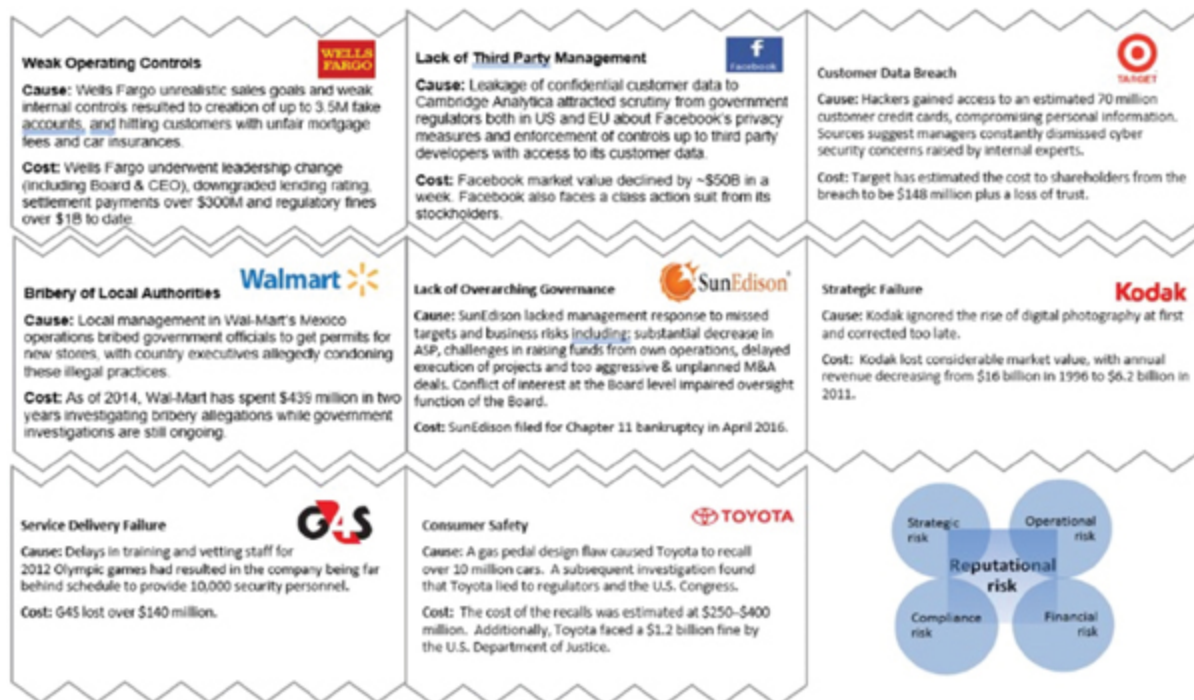 Weak Operating Controls
WELLS
FARGO
Cause: Wells Fargo unrealistic sales goals and weak
internal controls resulted to creation of up to 3.5M fake
accounts, and hitting customers with unfair mortgage
fees and car insurances.
Cost: Wells Fargo underwent leadership change
(including Board & CEO), downgraded lending rating,
settlement payments over $300M and regulatory fines
over $1B to date.
Lack of Third Party Management
f
Facebook
Cause: Leakage of confidential customer data to
Cambridge Analytica attracted scrutiny from government
regulators both in US and EU about Facebook's privacy
measures and enforcement of controls up to third party
developers with access to its customer data.
Cost: Facebook market value declined by ~$50B in a
week. Facebook also faces a class action suit from its
stockholders.
Customer Data Breach
TARGET
Cause: Hackers gained access to an estimated 70 million
customer credit cards, compromising personal information.
Sources suggest managers constantly dismissed cyber
security concerns raised by internal experts.
Cost: Target has estimated the cost to shareholders from the
breach to be $148 million plus a loss of trust.
Bribery of Local Authorities
Walmart
Cause: Local management in Wal-Mart's Mexico
operations bribed government officials to get permits for
new stores, with country executives allegedly condoning
these illegal practices.
Cost: As of 2014, Wal-Mart has spent $439 million in two
years investigating bribery allegations while government
investigations are still ongoing.
Lack of Overarching Governance
SunEdison
Cause: SunEdison lacked management response to missed
targets and business risks including; substantial decrease in
ASP, challenges in raising funds from own operations, delayed
execution of projects and too aggressive & unplanned M&A
deals. Conflict of interest at the Board level impaired oversight
function of the Board.
Cost: SunEdison filed for Chapter 11 bankruptcy in April 2016.
Strategic Failure
Kodak
Cause: Kodak ignored the rise of digital photography at first
and corrected too late.
Cost: Kodak lost considerable market value, with annual
revenue decreasing from $16 billion in 1996 to $6.2 billion in
2011.
Service Delivery Failure
G4S
Cause: Delays in training and vetting staff for
2012 Olympic games had resulted in the company being far
behind schedule to provide 10,000 security personnel.
Cost: G4S lost over $140 million.
Consumer Safety
TOYOTA
Cause: A gas pedal design flaw caused Toyota to recall
over 10 million cars. A subsequent investigation found
that Toyota lied to regulators and the U.S. Congress.
Cost: The cost of the recalls was estimated at $250–$400
million. Additionally, Toyota faced a $1.2 billion fine by
the U.S. Department of Justice.
Strategic
risk
Operational
risk
Reputational
risk
Compliance
risk
Financial
risk